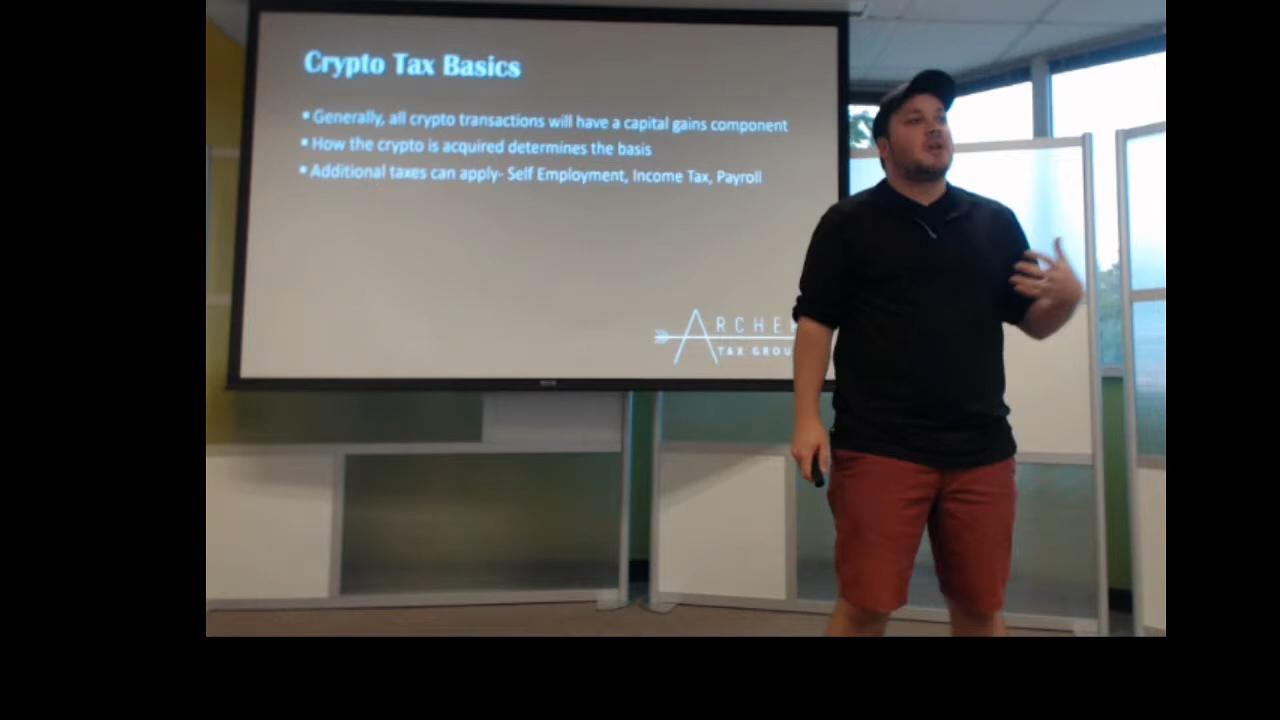 Crypto Tax Basics
▪ Generally, all crypto transactions will have a capital gains component
▪ How the crypto is acquired determines the basis
▪ Additional taxes can apply- Self Employment, Income Tax, Payroll
ARCHER
TAX GROU